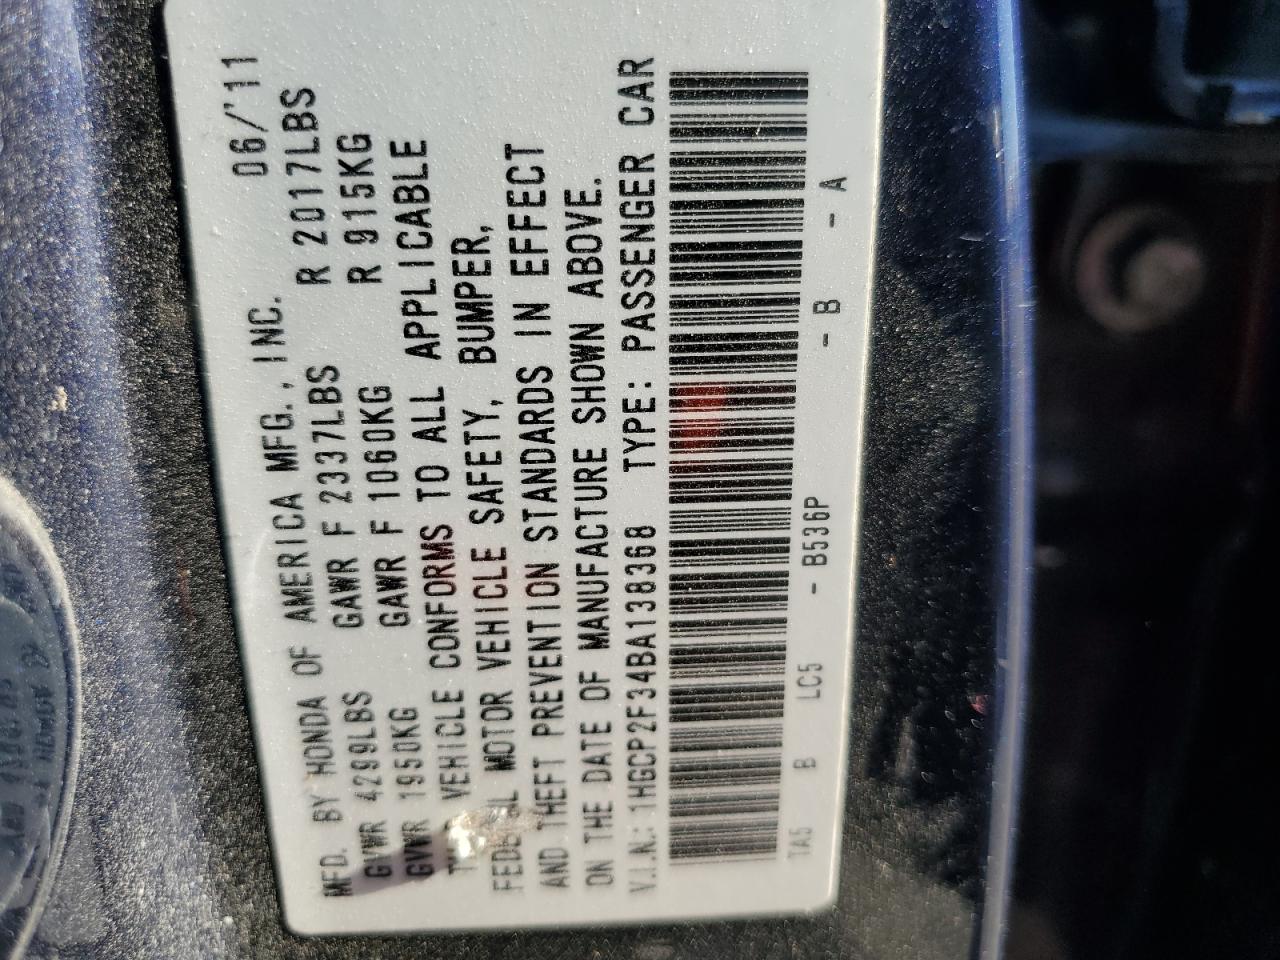 MFD. BY HONDA OF AMERICA MFG., INC. 06/'11
GVWR 4299LBS GAWR F 2337LBS R 2017LBS
GVWR 1950KG GAWR F 1060KG R 915KG
VEHICLE CONFORMS TO ALL APPLICABLE
MOTOR VEHICLE SAFETY, BUMPER,
AND THEFT PREVENTION STANDARDS IN EFFECT
ON THE DATE OF MANUFACTURE SHOWN ABOVE.
V.I.N.: 1HGCP2F34BA138368 TYPE: PASSENGER CAR
TA5 B LC5 - B536P - B - A